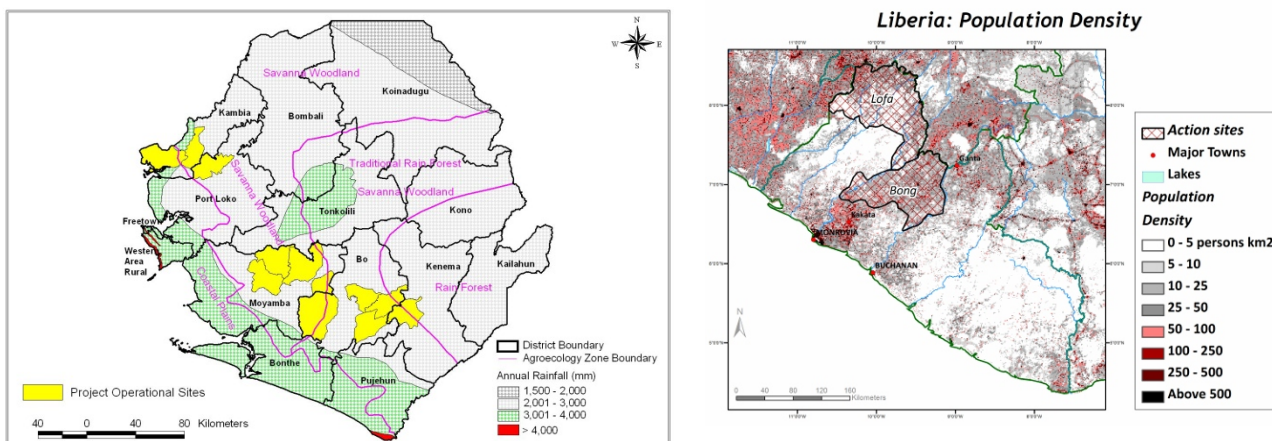 N
W
E
S
Savanna Woodland
Koinadugu
Kambia
Bombali
Traditional Rain Forest
Savanna Woodland
Savanna Woodland
Port Loko
Tonkolili
Kono
Freetown
Wester
Area
Rural
Bo
Kenema
Kailahun
Rain Forest
Moyamba
Coastal Plains
Bonthe
Pujehun
District Boundary
Agroecology Zone Boundary
Annual Rainfall (mm)
1,500 - 2,000
2,001 - 3,000
3,001 - 4,000
> 4,000
Project Operational Sites
40 0 40 80 Kilometers
Liberia: Population Density
Lofa
Ganta
Bong
Kakata
MONROVIA
BUCHANAN
N
0 40 80 120 160
Kilometers
Action sites
Major Towns
Lakes
Population
Density
0 - 5 persons km2
5 - 10
10 - 25
25 - 50
50 - 100
100 - 250
250 - 500
Above 500